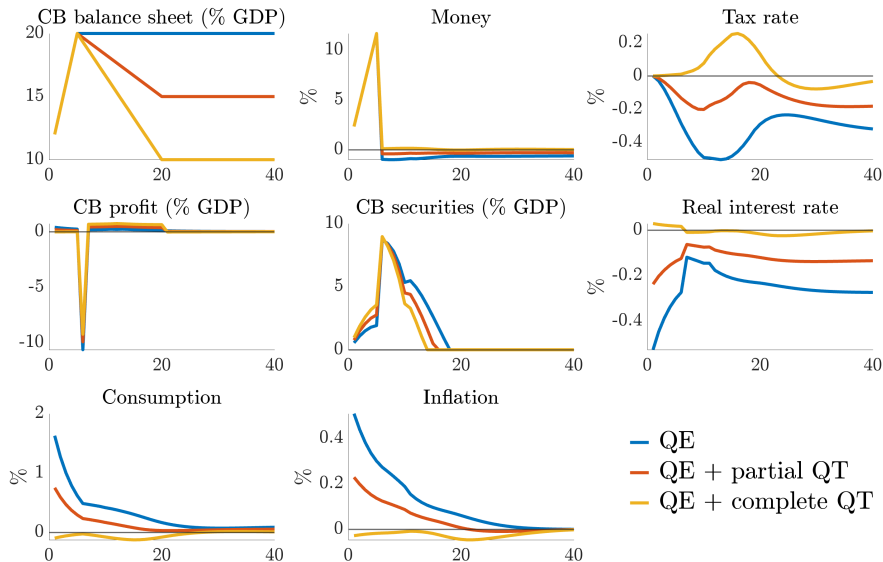 CB balance sheet (% GDP)
20
15
10
0 20 40
Money
%
10
5
0
0 20 40
Tax rate
%
0.2
0
-0.2
-0.4
0 20 40
CB profit (% GDP)
0
-5
-10
0 20 40
CB securities (% GDP)
10
5
0
0 20 40
Real interest rate
%
0
-0.2
-0.4
0 20 40
Consumption
%
2
1
0
0 20 40
Inflation
%
0.4
0.2
0
0 20 40
QE
QE + partial QT
QE + complete QT